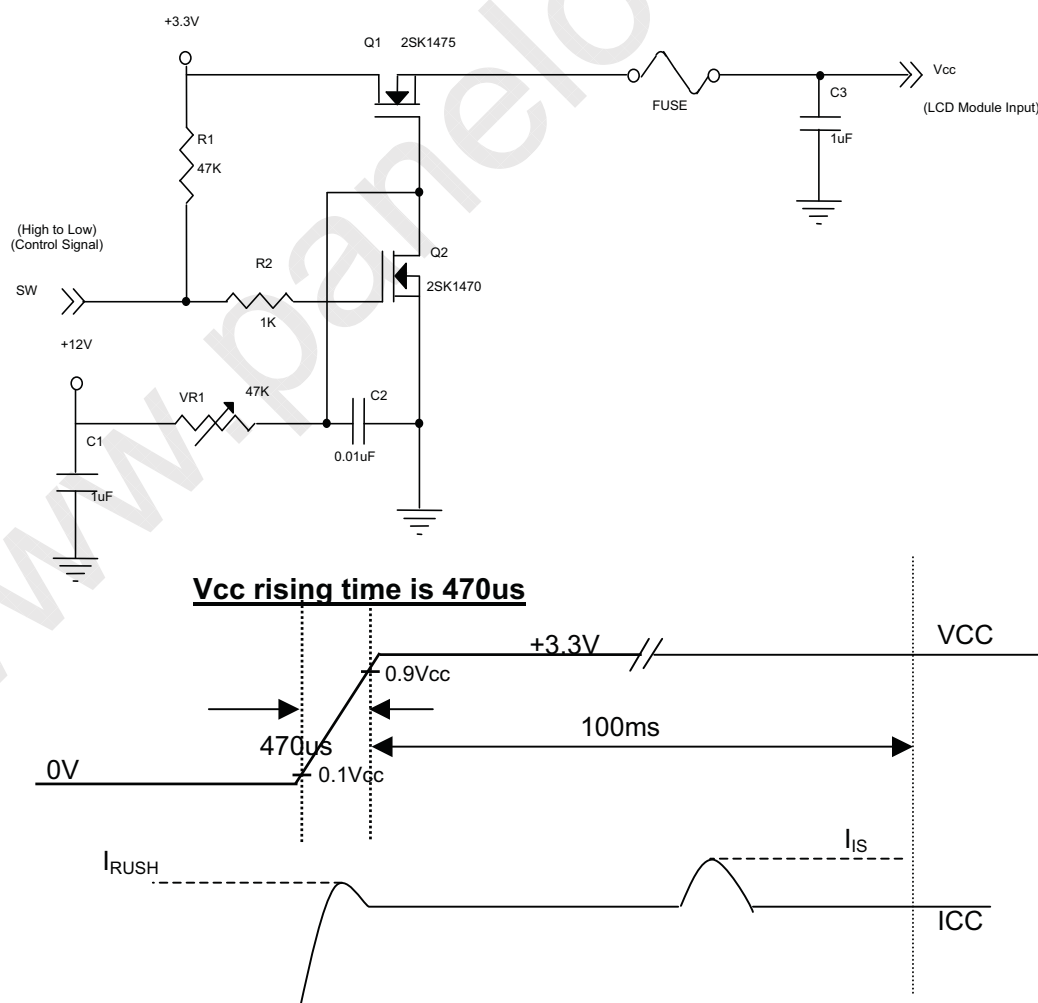 www.panelo
+3.3V
Q1 2SK1475
FUSE
C3
Vcc
(LCD Module Input)
1uF
R1
47K
(High to Low)
(Control Signal)
SW
R2
1K
Q2
2SK1470
+12V
VR1
47K
C2
0.01uF
C1
1uF
Vcc rising time is 470us
+3.3V
VCC
0.9Vcc
470us
100ms
0V
0.1Vcc
IRUSH
IIS
ICC